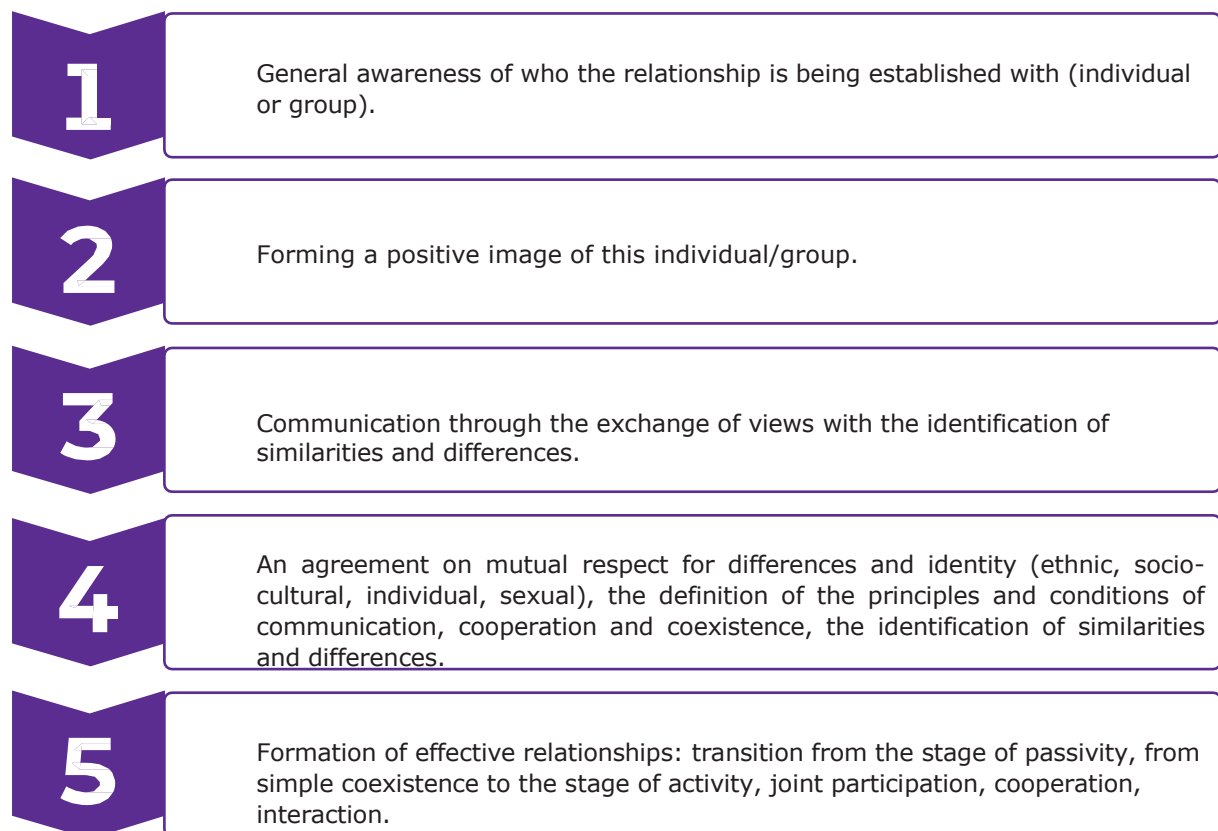 1
General awareness of who the relationship is being established with (individual
or group).
2
Forming a positive image of this individual/group.
3
Communication through the exchange of views with the identification of
similarities and differences.
4
An agreement on mutual respect for differences and identity (ethnic, socio-
cultural, individual, sexual), the definition of the principles and conditions of
communication, cooperation and coexistence, the identification of similarities
and differences.
5
Formation of effective relationships: transition from the stage of passivity, from
simple coexistence to the stage of activity, joint participation, cooperation,
interaction.